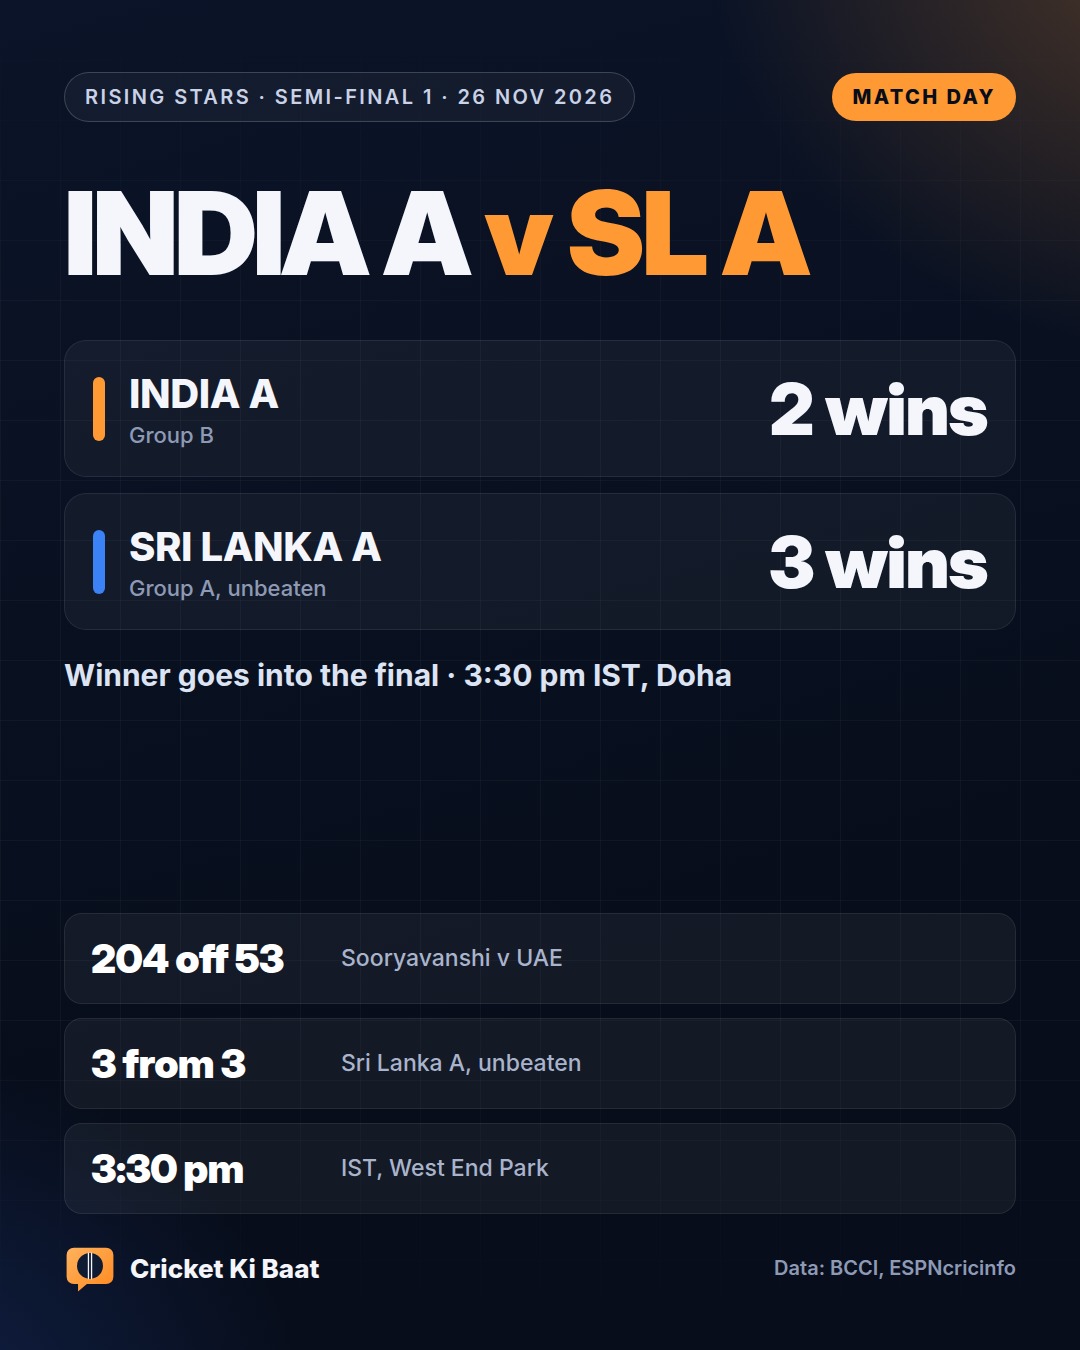 RISING STARS · SEMI-FINAL 1 · 26 NOV 2026
MATCH DAY
INDIA A v SL A
INDIA A
Group B
2 wins
SRI LANKA A
Group A, unbeaten
3 wins
Winner goes into the final · 3:30 pm IST, Doha
204 off 53
Sooryavanshi v UAE
3 from 3
Sri Lanka A, unbeaten
3:30 pm
IST, West End Park
Cricket Ki Baat
Data: BCCI, ESPNcricinfo